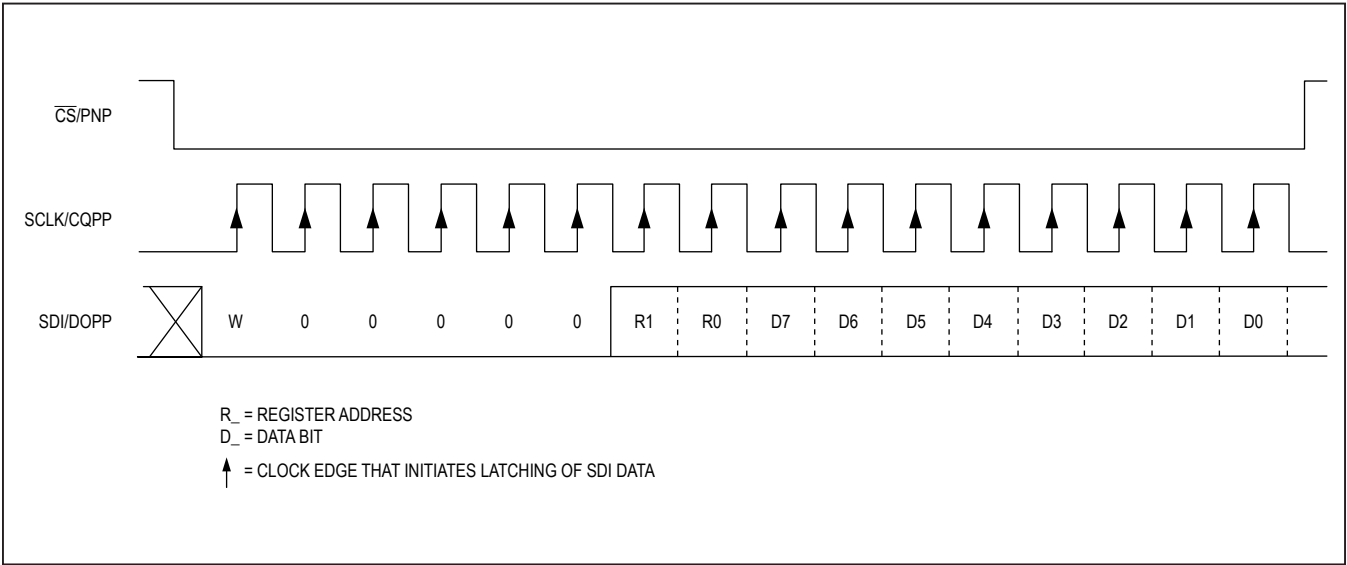 C̅S̅/PNP
SCLK/CQPP
SDI/DOPP W 0 0 0 0 0 R1 R0 D7 D6 D5 D4 D3 D2 D1 D0
R_ = REGISTER ADDRESS
D_ = DATA BIT
= CLOCK EDGE THAT INITIATES LATCHING OF SDI DATA